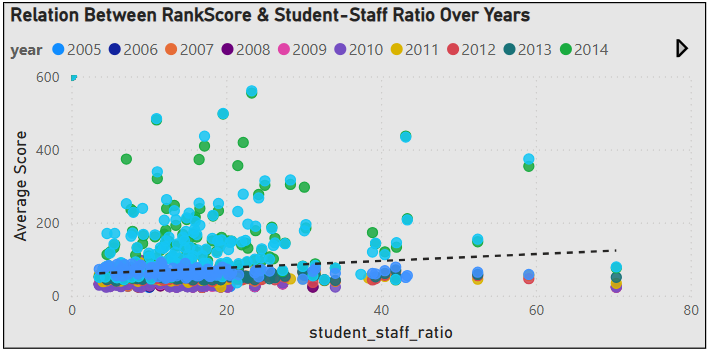 Relation Between RankScore & Student-Staff Ratio Over Years
year 2005 2006 2007 2008 2009 2010 2011 2012 2013 2014
600
400
200
0
Average Score
0 20 40 60 80
student_staff_ratio